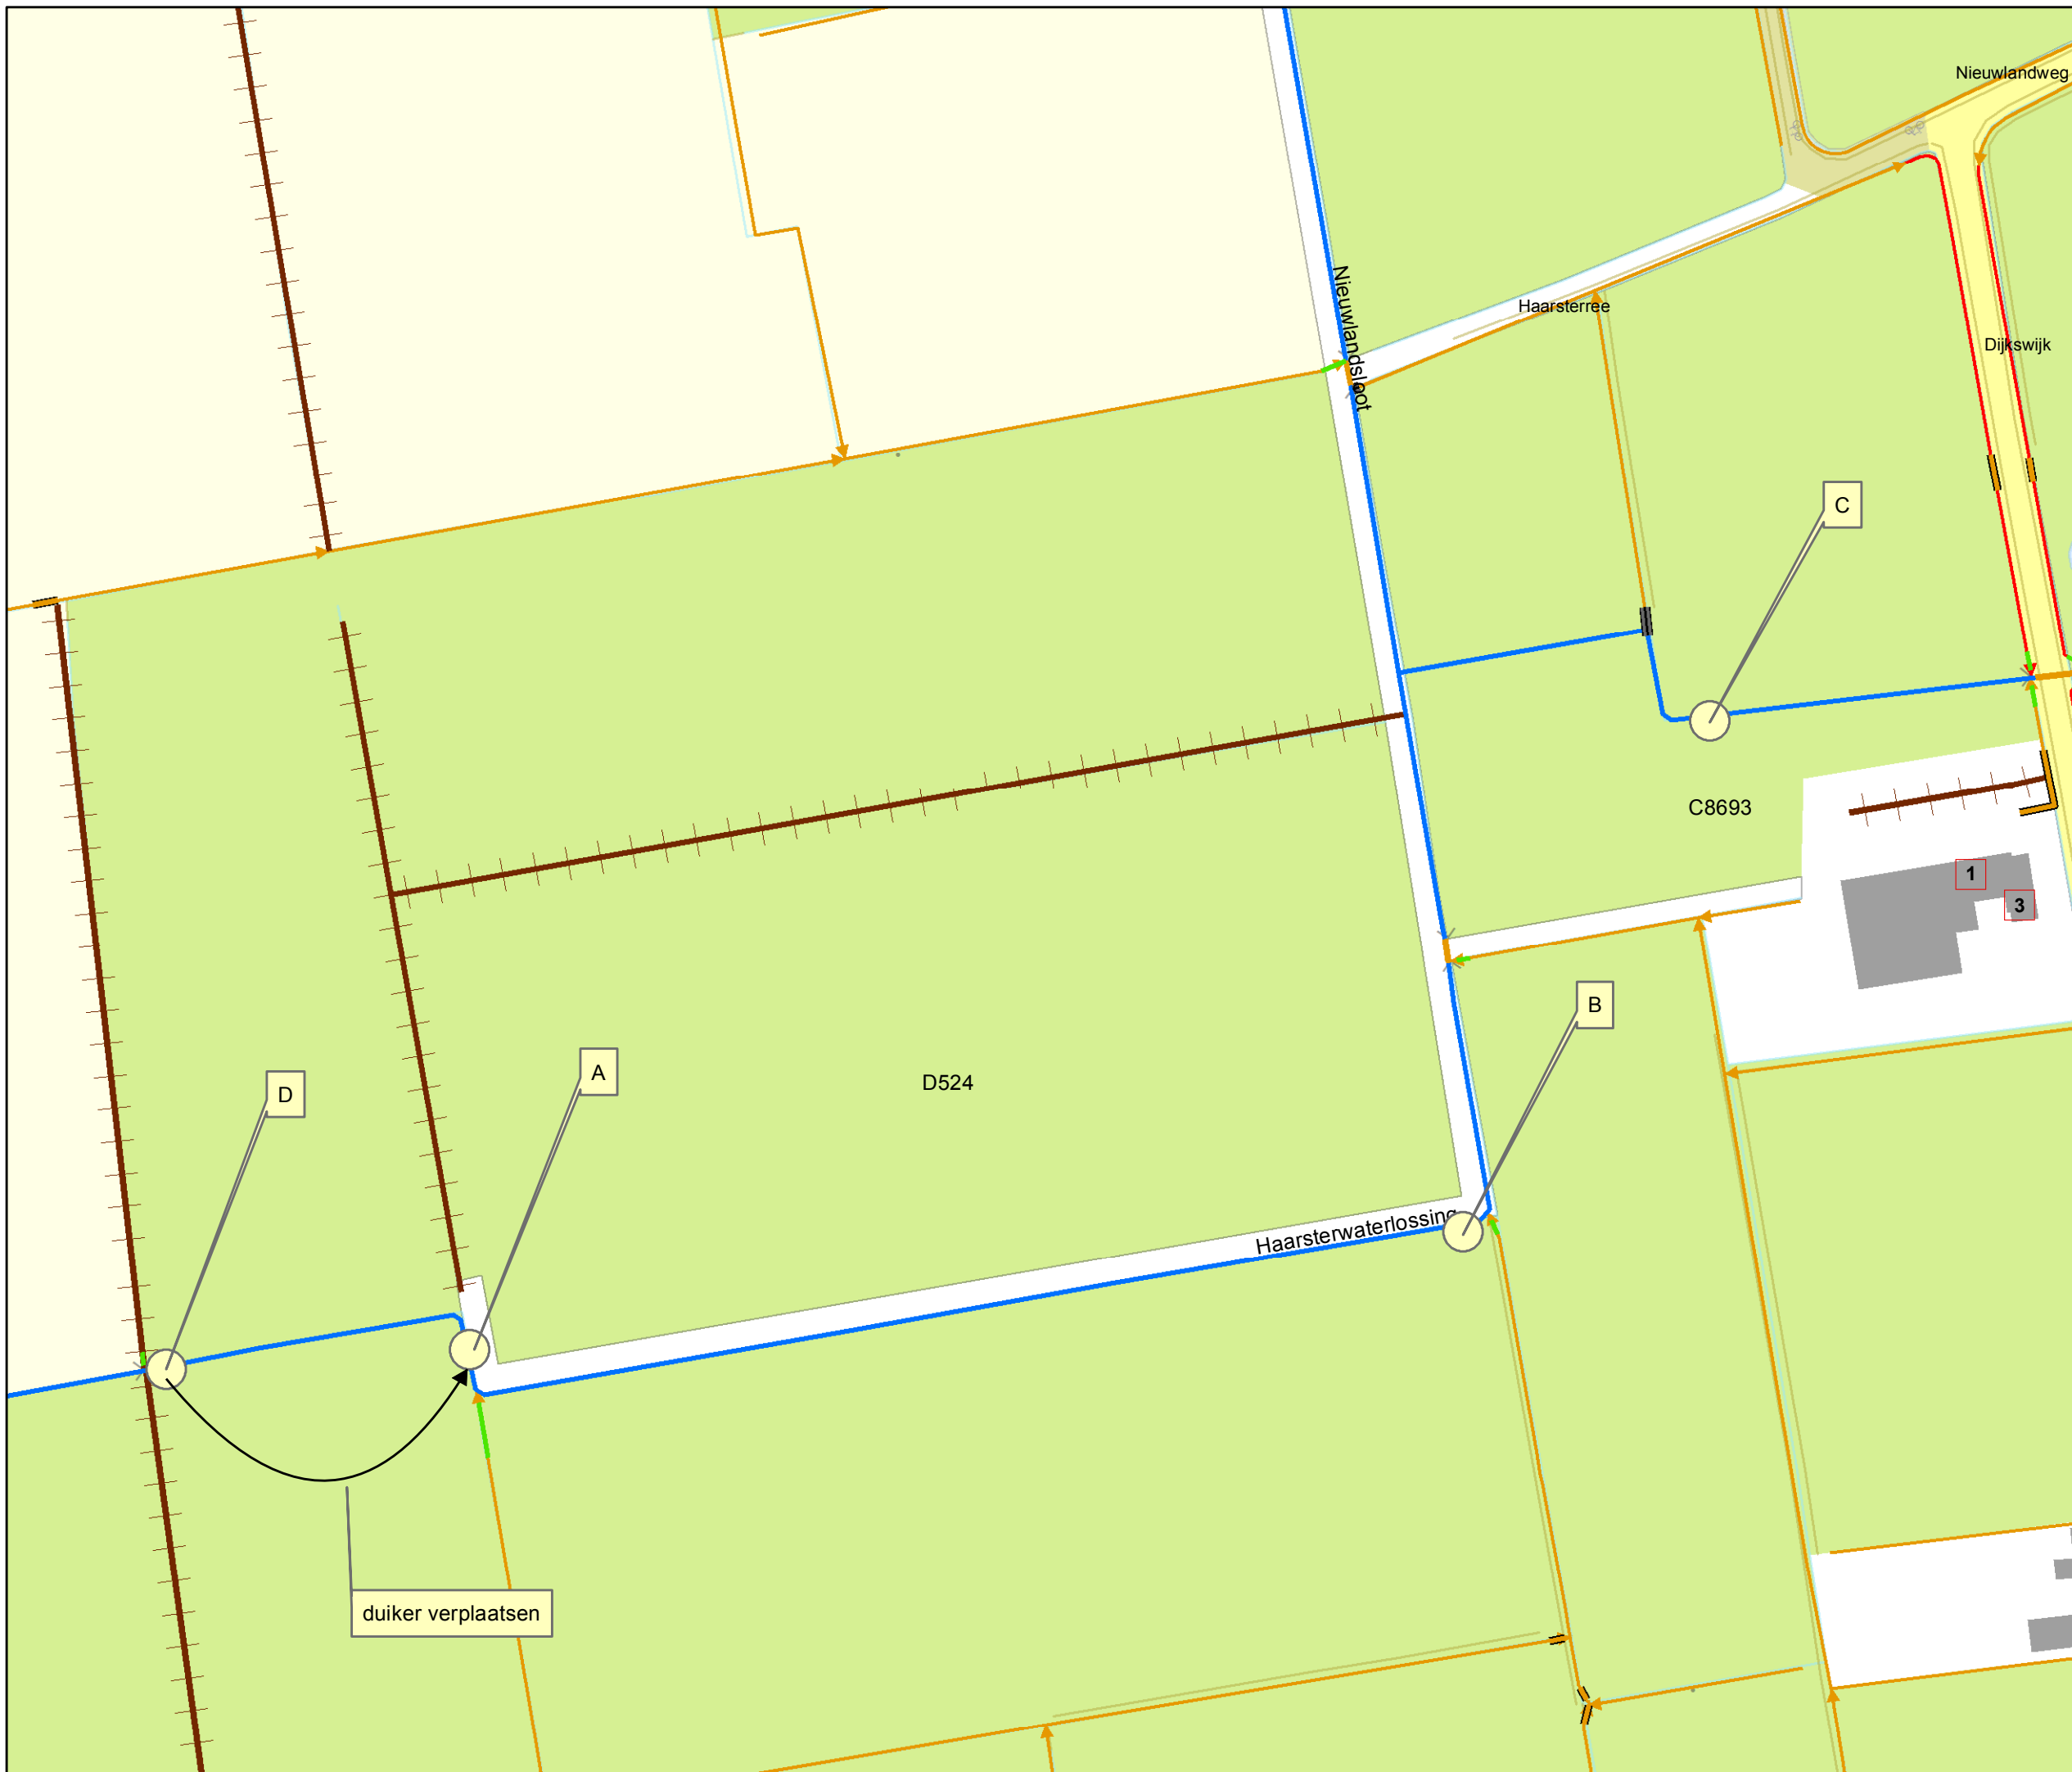 Nieuwlandweg
Nieuwlandsloot
Haarsterree
Dijkswijk
C
C8693
1
3
B
A
D524
D
Haarsterwaterlossing
duiker verplaatsen